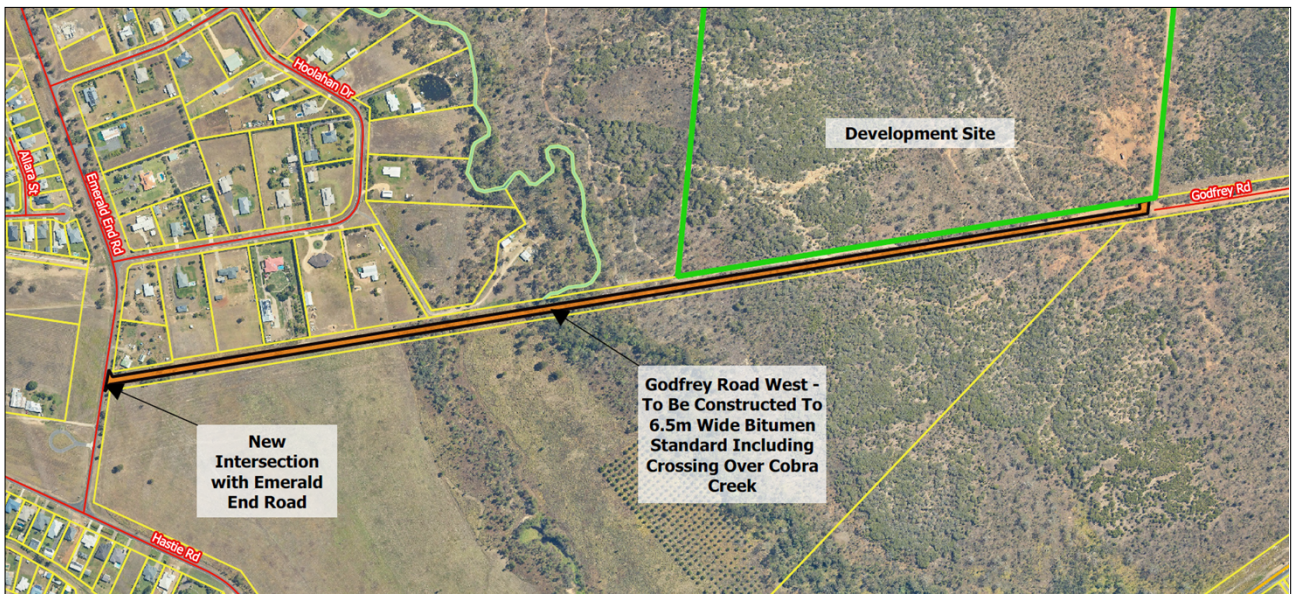 Hoolahan Dr
Development Site
Allara St
Emerald End Rd
Godfrey Rd
Godfrey Road West -
To Be Constructed To
6.5m Wide Bitumen
Standard Including
Crossing Over Cobra
Creek
New
Intersection
with Emerald
End Road
Hastie Rd